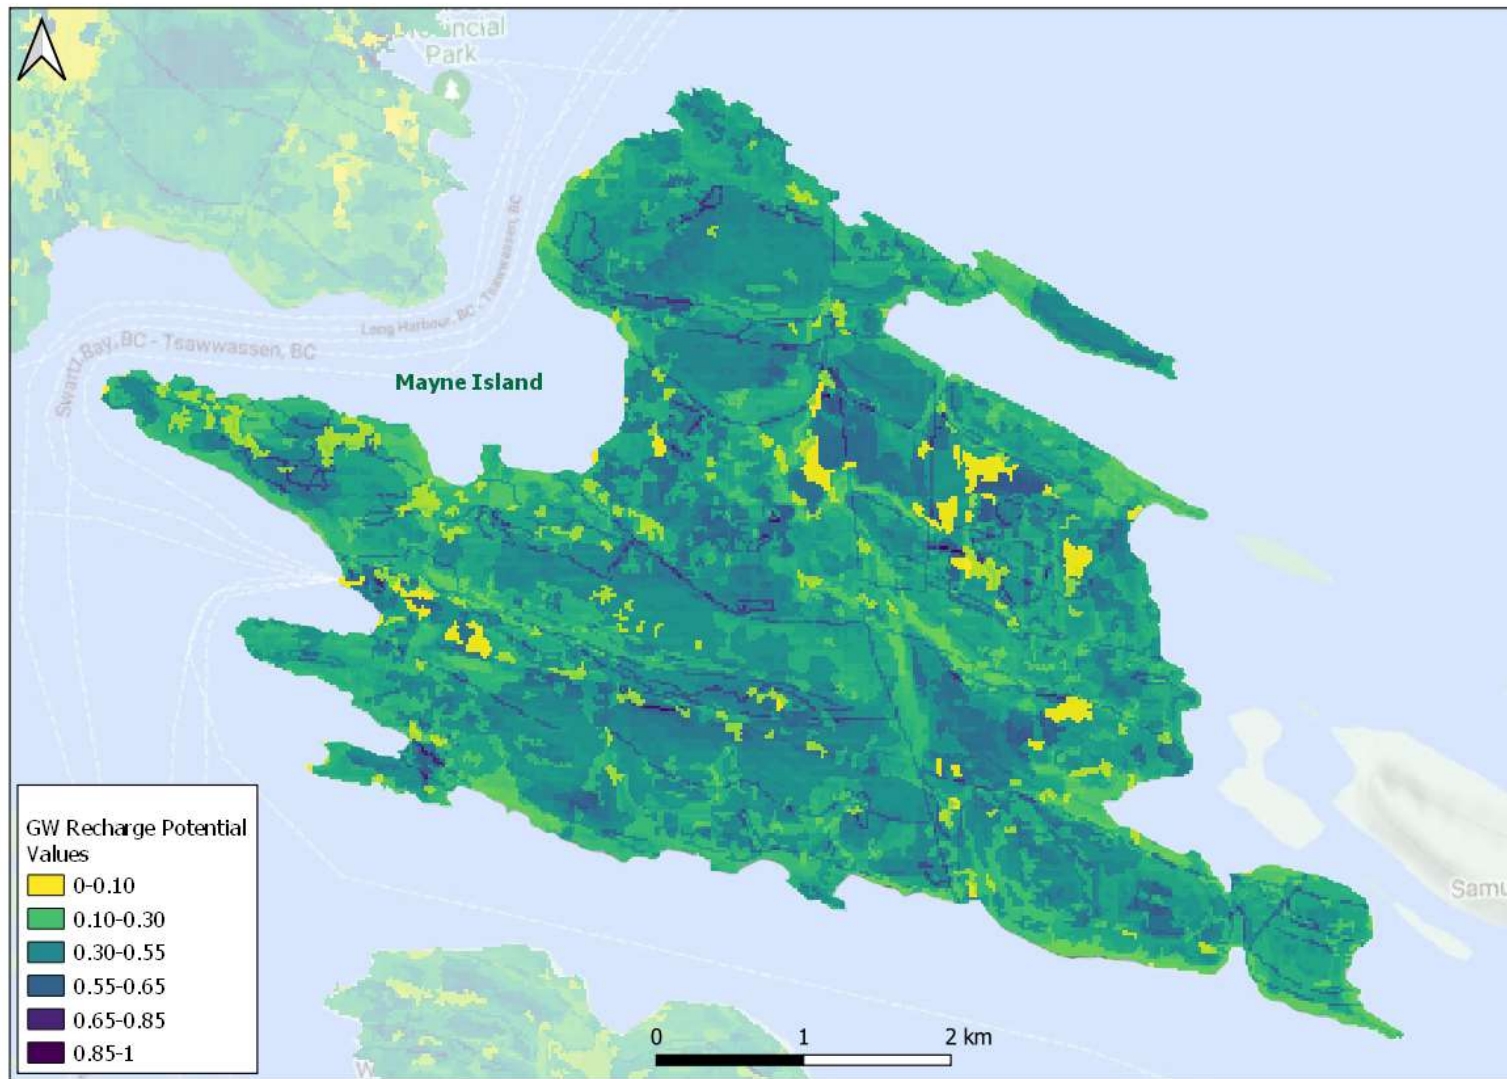 Park
Long Harbour, BC - Tsawwassen, BC
Swartz Bay, BC - Tsawwassen, BC
Mayne Island
GW Recharge Potential
Values
0-0.10
0.10-0.30
0.30-0.55
0.55-0.65
0.65-0.85
0.85-1
0 1 2 km